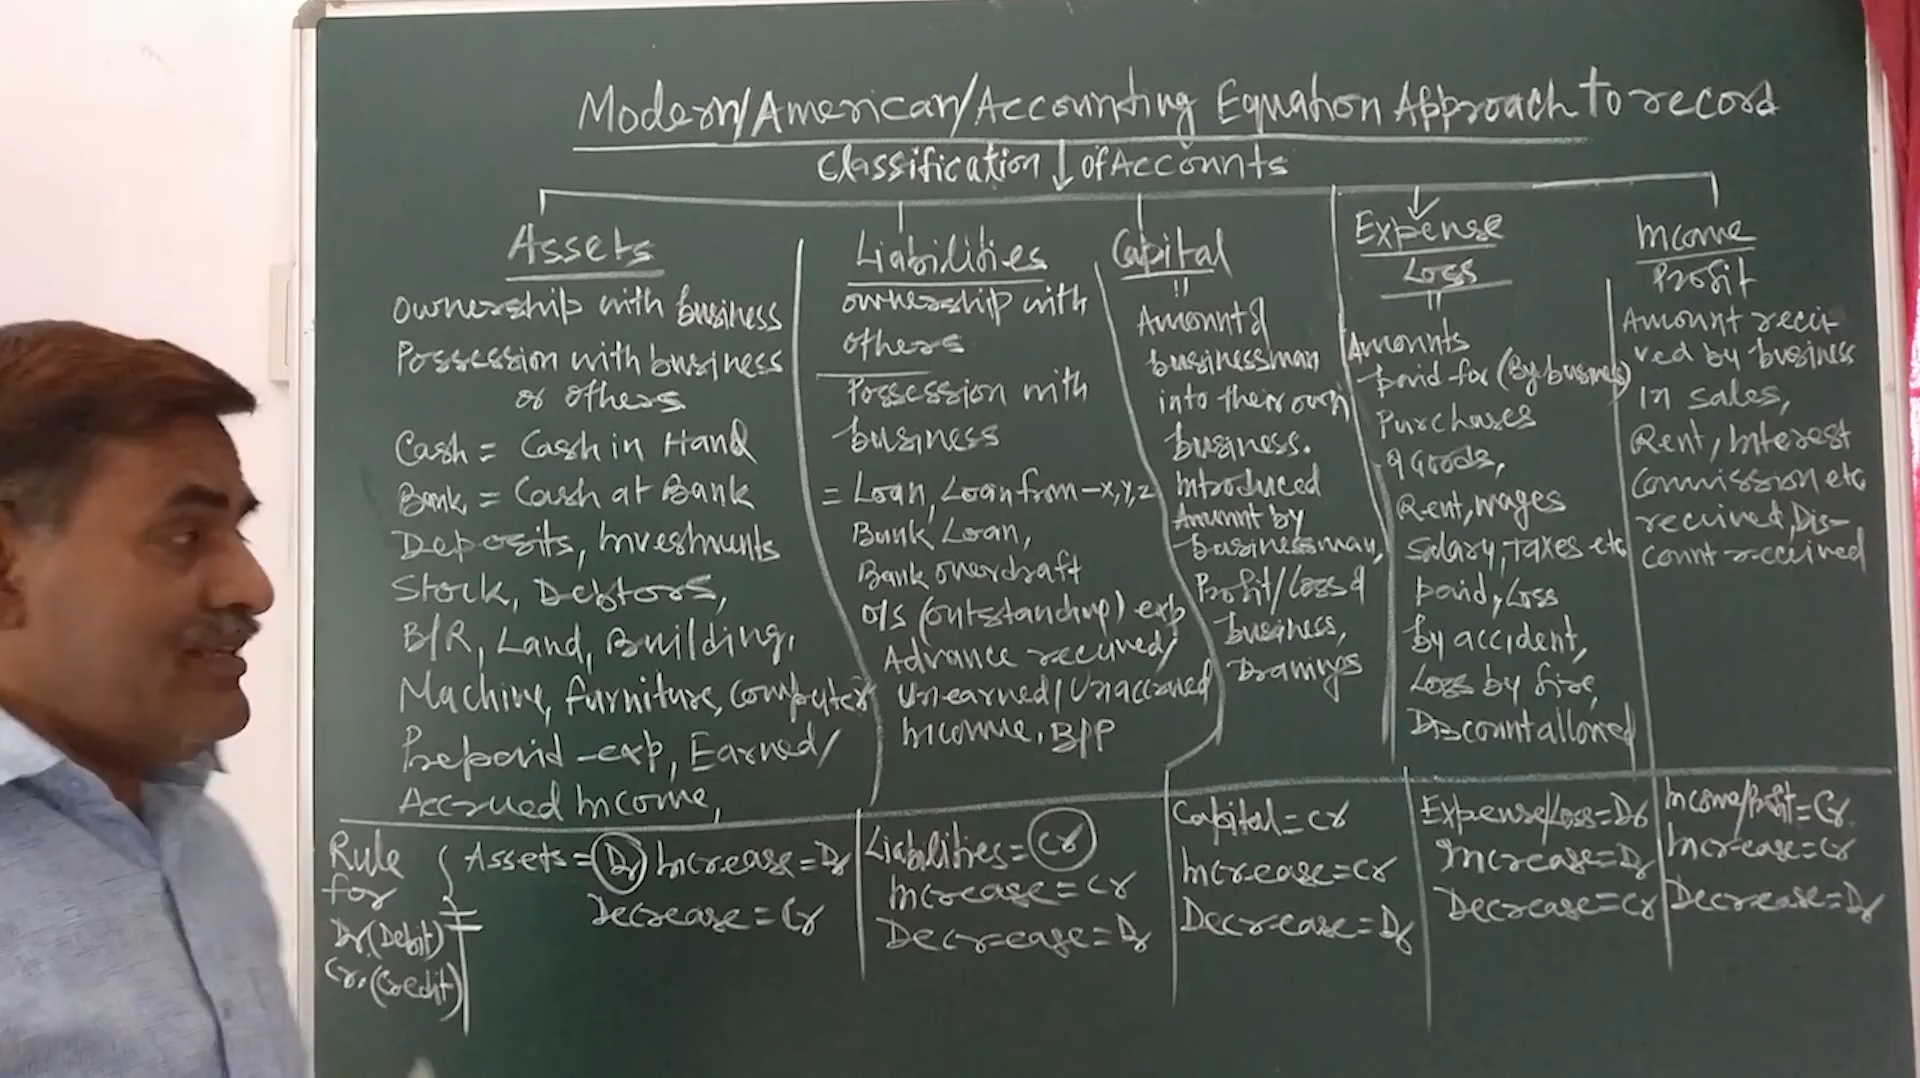 Modern/American/Accounting Equation Approach to record
Classification of Accounts
Assets
Ownership with business
Possession with business
or others
Cash = Cash in Hand
Bank = Cash at Bank
Deposits, Investments
Stock, Debtors,
B/R, Land, Building,
Machine, furniture, computer
Prepaid exp, Earned/
Accrued Income,
Liabilities
ownership with
others
Possession with
business
= Loan, Loan from - X, Y, Z
Bank Loan,
Bank overdraft
O/S (outstanding) exp
Advance received/
Unearned/Unaccrued
Income, BPP
Capital
"
Amount of
businessman
into their own
business.
Introduced
Amount by
businessman,
Profit/Loss of
business,
Drawings
Expense
Loss
"
Amounts
paid for (By business)
Purchases
of Goods,
Rent, wages
Salary, Taxes etc
paid, Loss
by accident,
Loss by fire,
Discount allowed
Income
Profit
Amount recei-
ved by business
In sales,
Rent, Interest
Commission etc
received, Dis-
count received
Rule
for
Dr. (Debit)
Cr. (Credit)
Assets = Dr Increase = Dr
Decrease = Cr
Liablities = Cr
Increase = Cr
Decrease = Dr
Capital = Cr
Increase = Cr
Decrease = Dr
Expense/Loss = Dr
Increase = Dr
Decrease = Cr
Income/Profit = Cr
Increase = Cr
Decrease = Dr